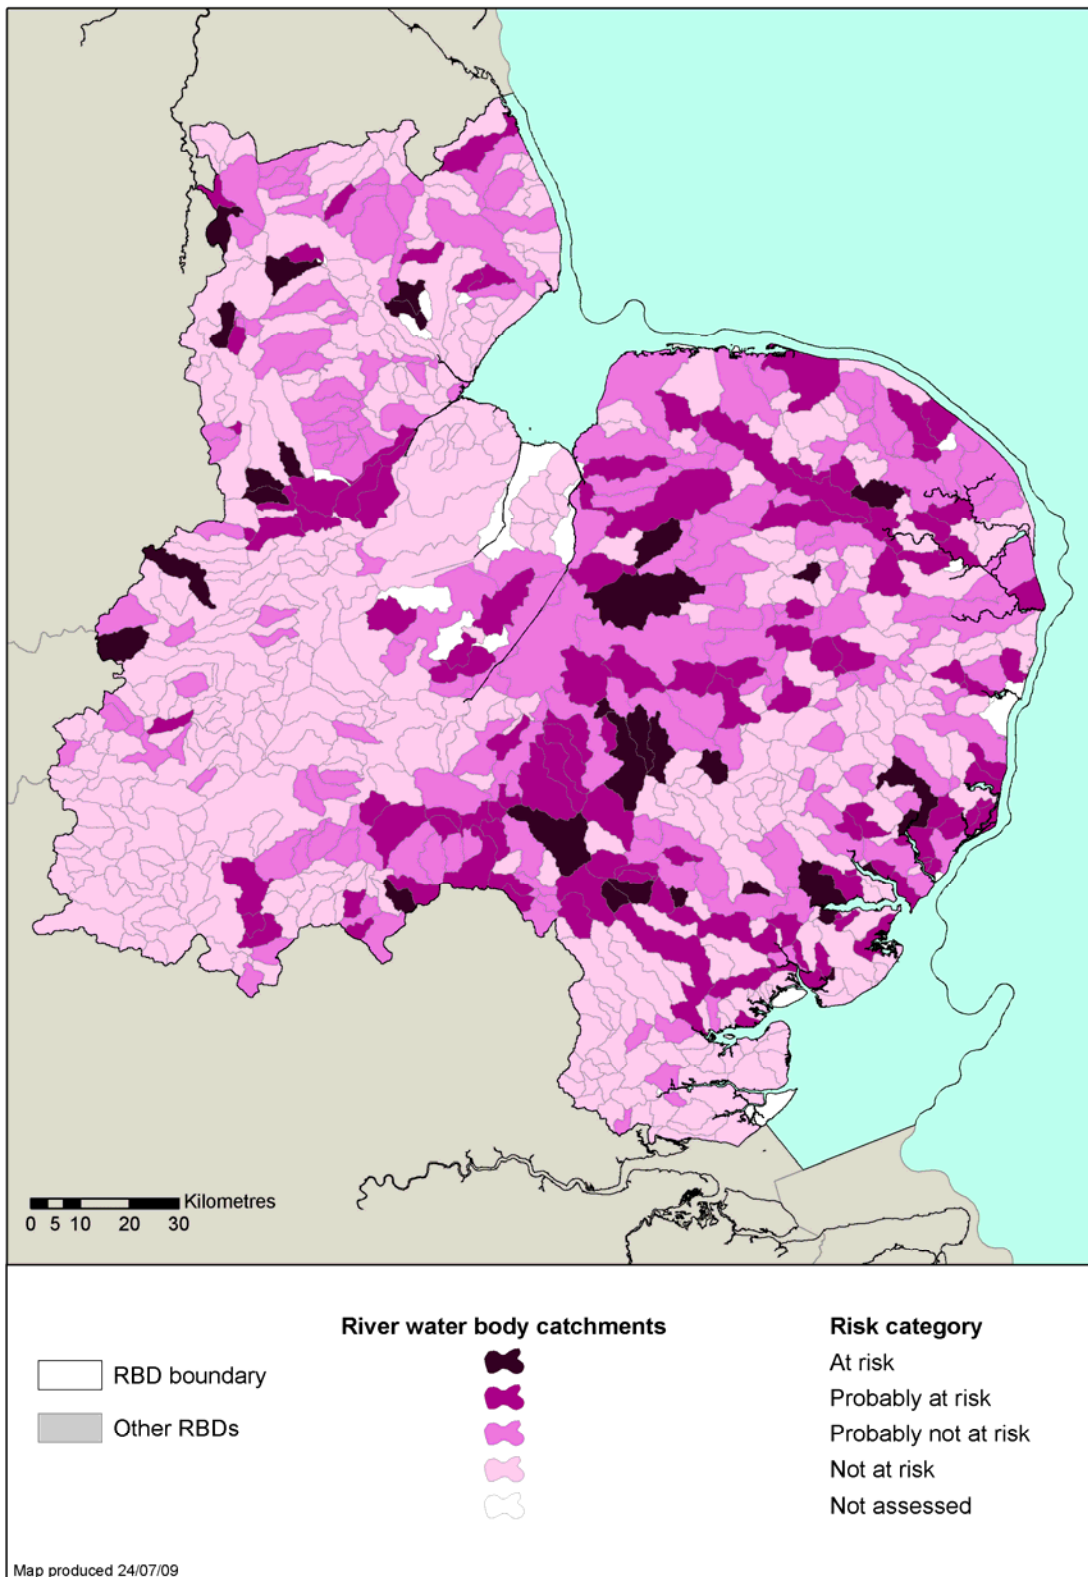 Kilometres
0 5 10 20 30
River water body catchments
Risk category
RBD boundary
Other RBDs
At risk
Probably at risk
Probably not at risk
Not at risk
Not assessed
Map produced 24/07/09